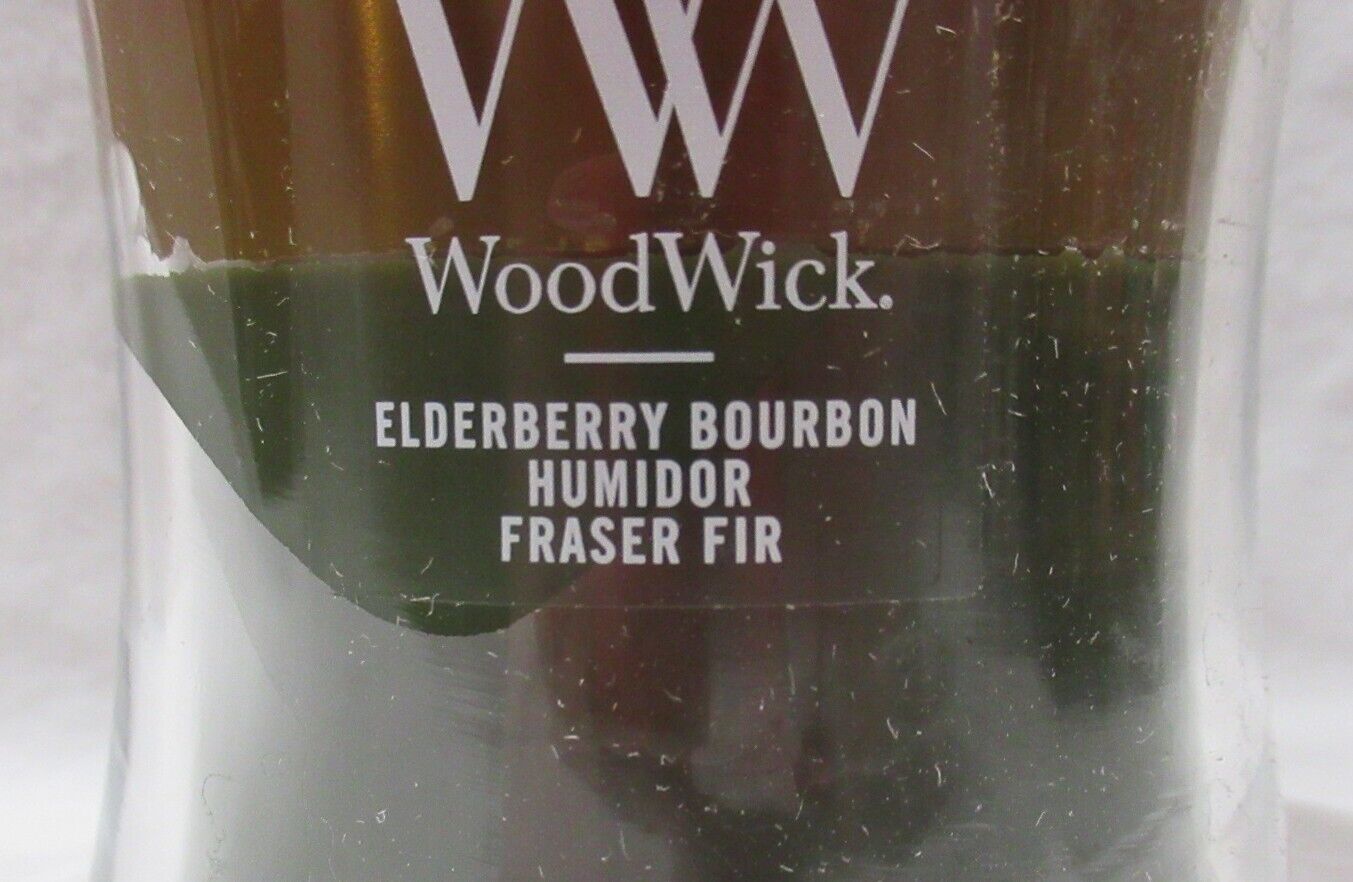 W
WoodWick.
ELDERBERRY BOURBON
HUMIDOR
FRASER FIR